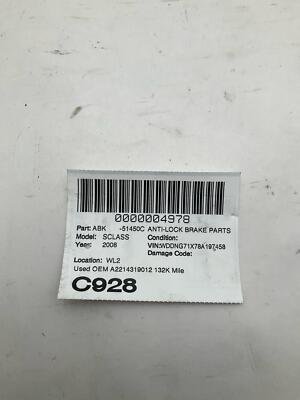 0000004978
Part: ABK -51450C ANTI-LOCK BRAKE PARTS
Model: SCLASS Condition:
Year: 2008 VIN:WDDNG71X78A197458
Damage Code:
Location: WL2
Used OEM A2214319012 132K Mile
C928